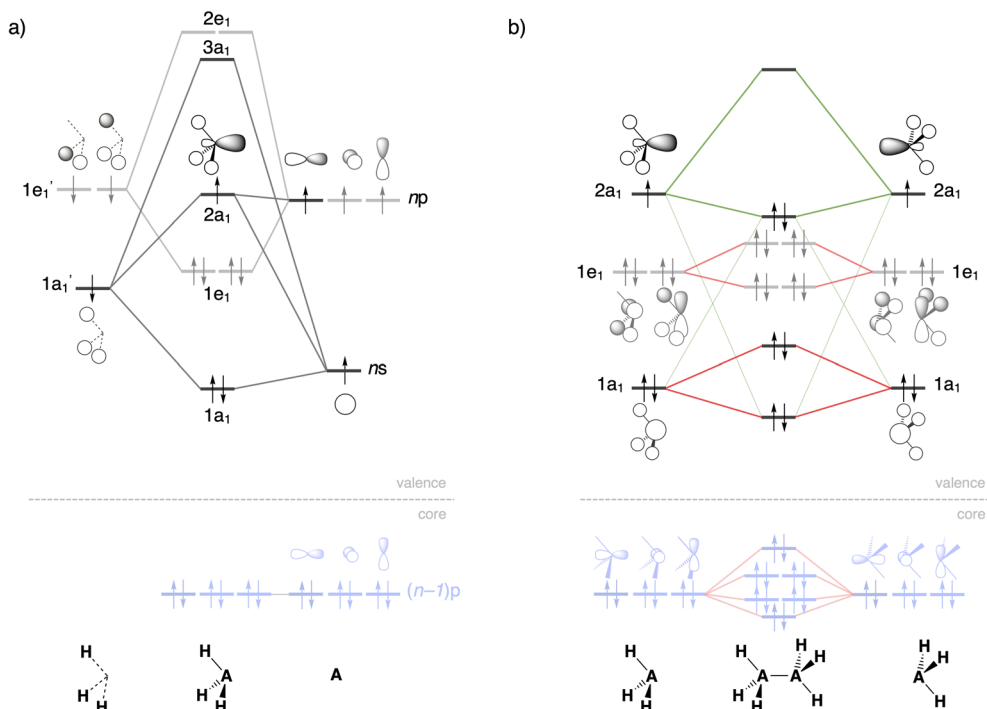 a)
2e₁
3a₁
1e₁'
np
2a₁
1a₁'
1e₁
ns
1a₁
valence
core
(n–1)p
H
H
H
H
A
H
H
A
b)
2a₁
2a₁
1e₁
1e₁
1a₁
1a₁
valence
core
H
A
H
H
H
H
A
A
H
H
H
H
H
H
A
H